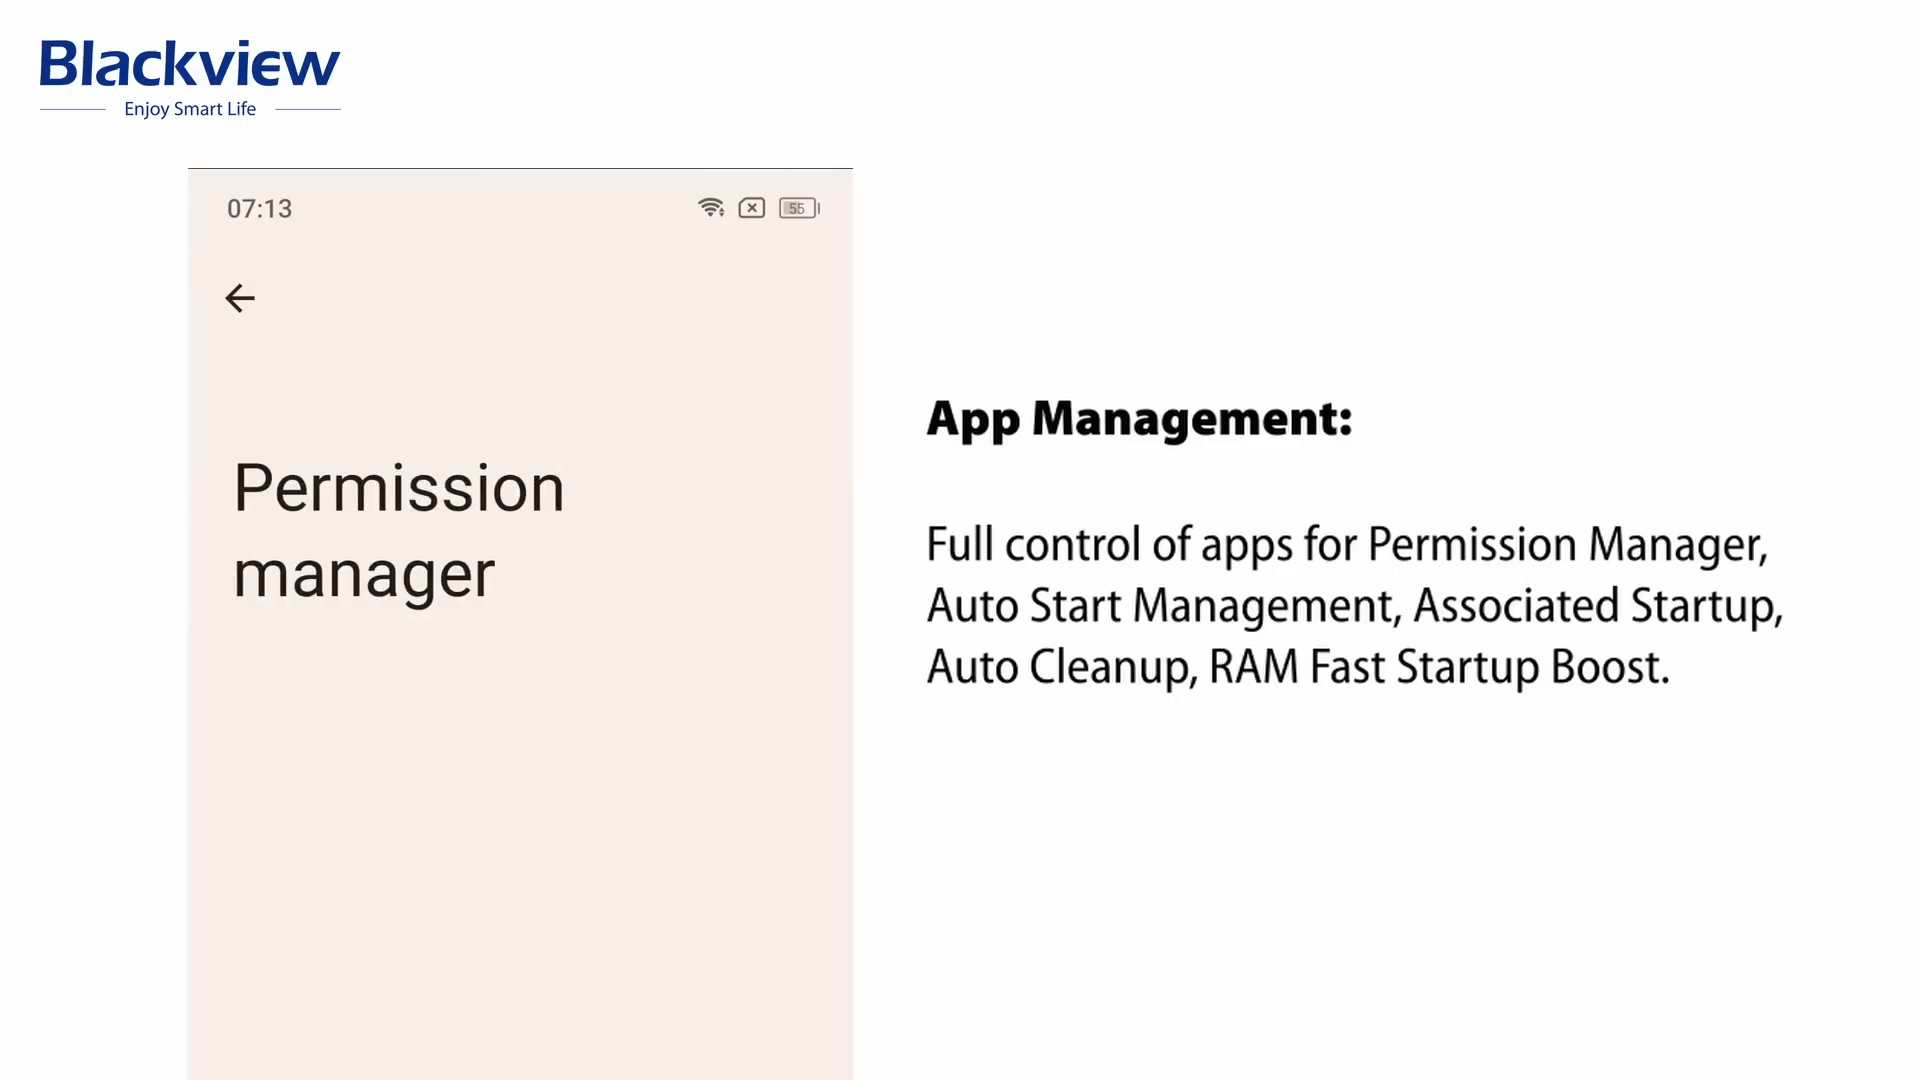 Blackview
Enjoy Smart Life
07:13
55
Permission
manager
App Management:
Full control of apps for Permission Manager,
Auto Start Management, Associated Startup,
Auto Cleanup, RAM Fast Startup Boost.